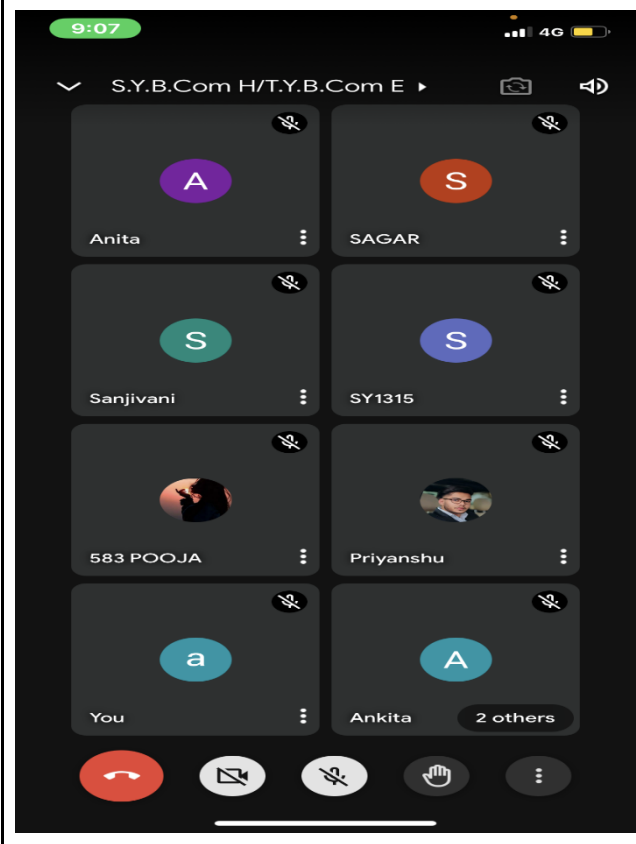 9:07
4G
S.Y.B.Com H/T.Y.B.Com E
A
S
Anita
SAGAR
S
S
Sanjivani
SY1315
583 POOJA
Priyanshu
a
A
You
Ankita
2 others